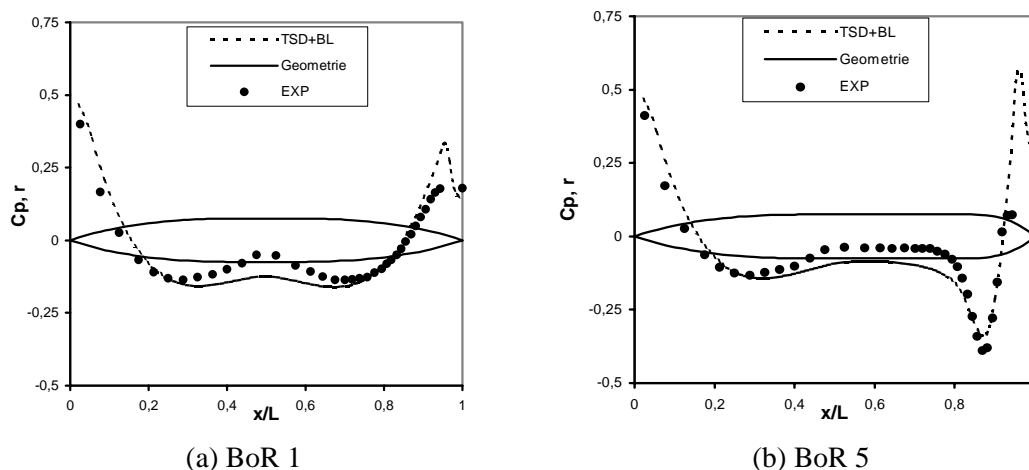 0,75
0,5
0,25
0
-0,25
-0,5
Cp, r
TSD+BL
Geometrie
EXP
0
0,2
0,4
0,6
0,8
1
x/L
(a) BoR 1
0,75
0,5
0,25
0
-0,25
-0,5
Cp, r
TSD+BL
Geometrie
EXP
0
0,2
0,4
0,6
0,8
x/L
(b) BoR 5